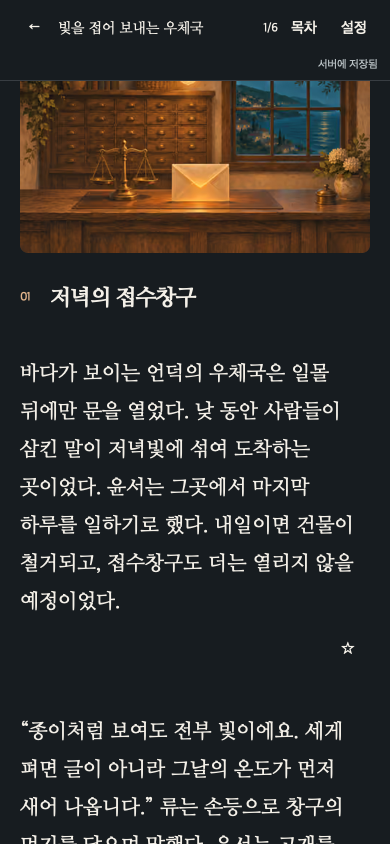 ← 빛을 접어 보내는 우체국 1/6 목차 설정
서버에 저장됨
01 저녁의 접수창구
바다가 보이는 언덕의 우체국은 일몰
뒤에만 문을 열었다. 낮 동안 사람들이
삼킨 말이 저녁빛에 섞여 도착하는
곳이었다. 윤서는 그곳에서 마지막
하루를 일하기로 했다. 내일이면 건물이
철거되고, 접수창구도 더는 열리지 않을
예정이었다.
☆
“종이처럼 보여도 전부 빛이에요. 세게
펴면 글이 아니라 그날의 온도가 먼저
새어 나옵니다.” 류는 손등으로 창구의